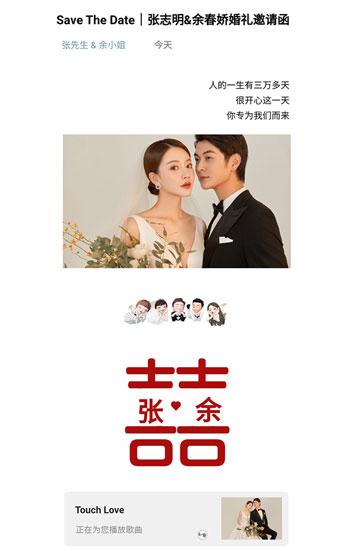 Save The Date｜张志明&余春娇婚礼邀请函
张先生 & 余小姐 今天
人的一生有三万多天
很开心这一天
你专为我们而来
囍
张 ♥ 余
Touch Love
正在为您播放歌曲